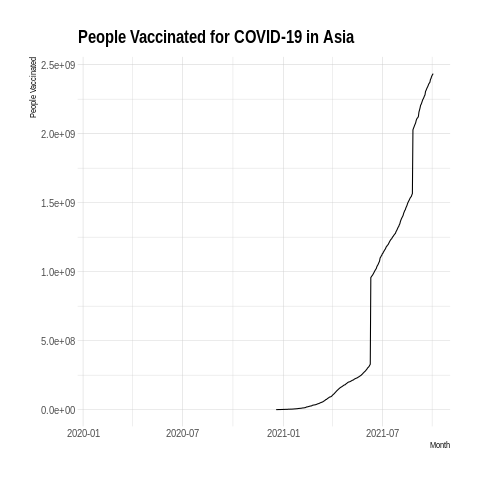 People Vaccinated for COVID-19 in Asia
People Vaccinated
2.5e+09
2.0e+09
1.5e+09
1.0e+09
5.0e+08
0.0e+00
2020-01 2020-07 2021-01 2021-07
Month